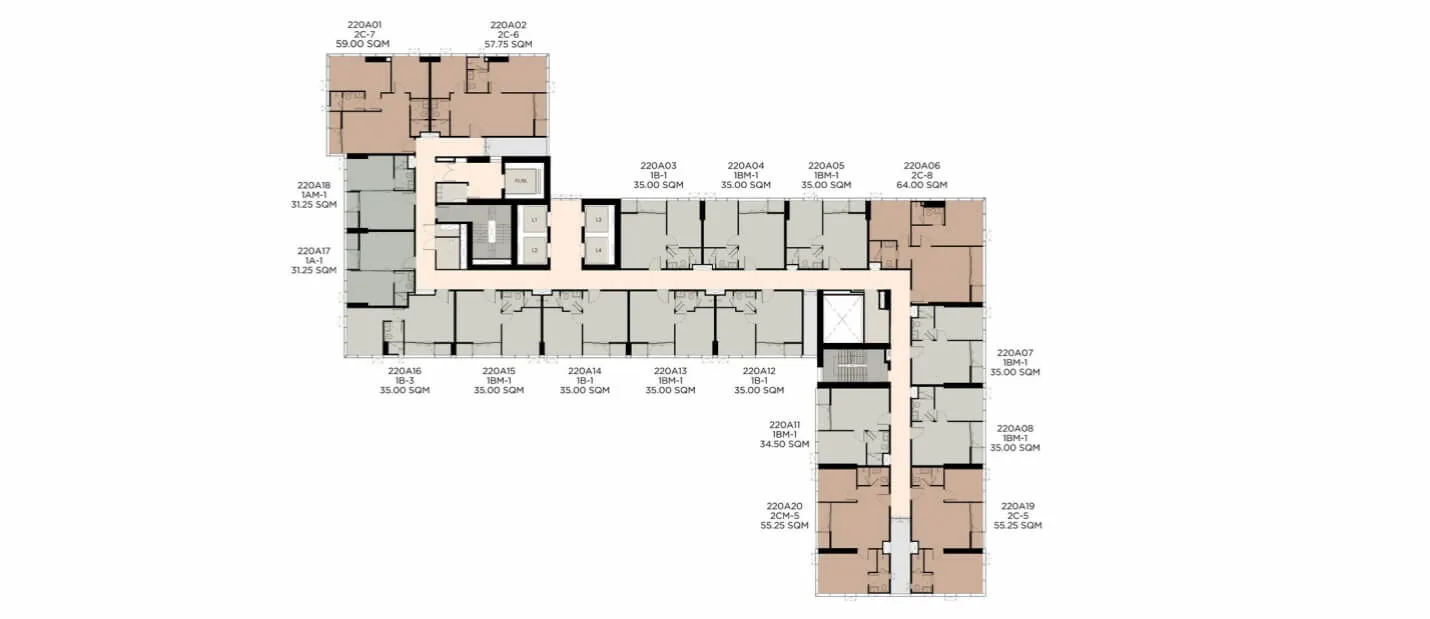 220A01
2C-7
59.00 SQM
220A02
2C-6
57.75 SQM
220A03
1B-1
35.00 SQM
220A04
1BM-1
35.00 SQM
220A05
1BM-1
35.00 SQM
220A06
2C-8
64.00 SQM
220A18
1AM-1
31.25 SQM
220A17
1A-1
31.25 SQM
L1
L3
L4
220A16
1B-3
35.00 SQM
220A15
1BM-1
35.00 SQM
220A14
1B-1
35.00 SQM
220A13
1BM-1
35.00 SQM
220A12
1B-1
35.00 SQM
220A07
1BM-1
35.00 SQM
220A11
1BM-1
34.50 SQM
220A08
1BM-1
35.00 SQM
220A20
2CM-5
55.25 SQM
220A19
2C-5
55.25 SQM